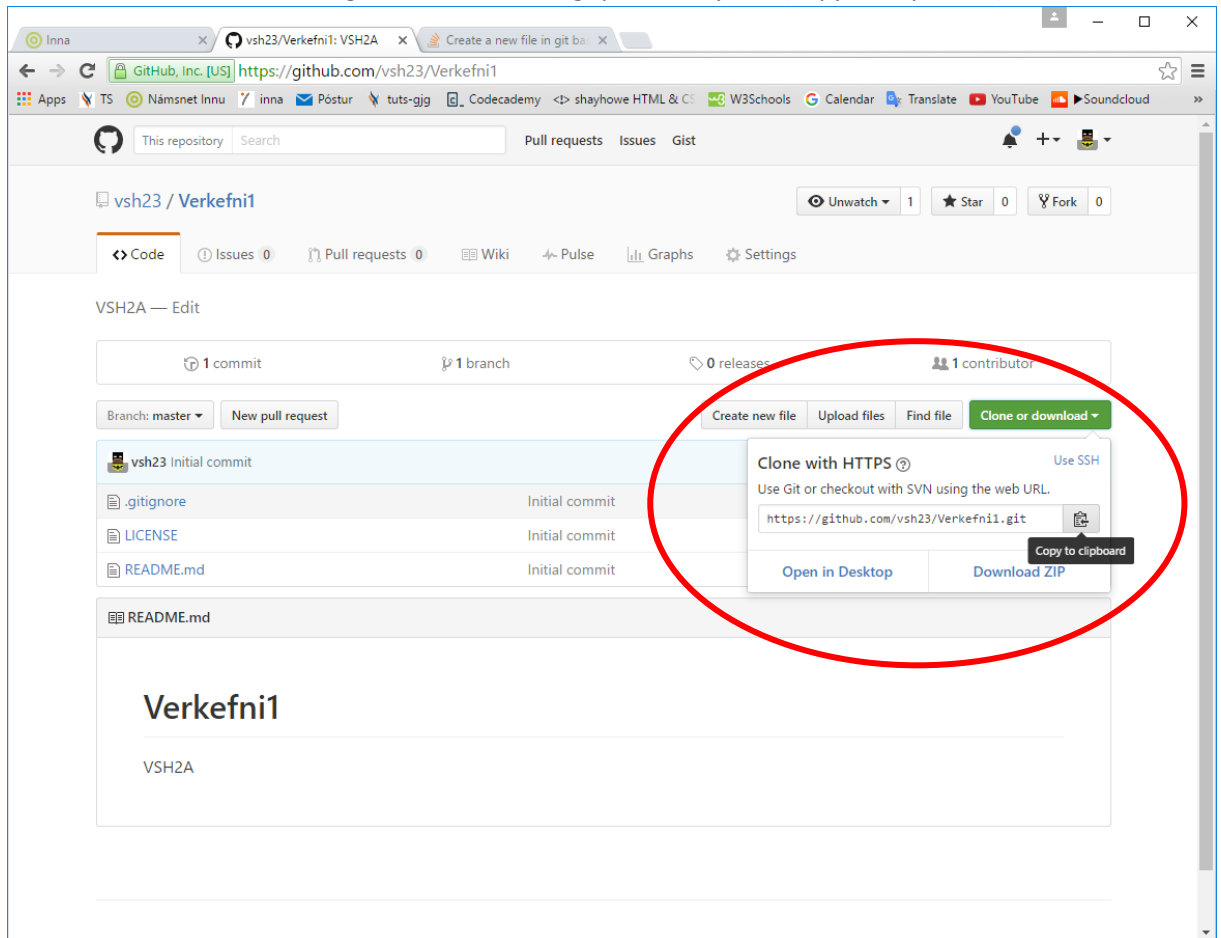 Inna vsh23/Verkefni1: VSH2A Create a new file in git ba
GitHub, Inc. [US] https://github.com/vsh23/Verkefni1
Apps TS Námsnet Innu inna Póstur tuts-gjg Codecademy <I> shayhowe HTML & CS W3Schools Calendar Translate YouTube ▶Soundcloud »
This repository Search Pull requests Issues Gist
vsh23 / Verkefni1 Unwatch 1 Star 0 Fork 0
Code Issues 0 Pull requests 0 Wiki Pulse Graphs Settings
VSH2A — Edit
1 commit 1 branch 0 releases 1 contributor
Branch: master New pull request Create new file Upload files Find file Clone or download
vsh23 Initial commit
.gitignore Initial commit
LICENSE Initial commit
README.md Initial commit
Clone with HTTPS Use SSH
Use Git or checkout with SVN using the web URL.
https://github.com/vsh23/Verkefni1.git
Copy to clipboard
Open in Desktop Download ZIP
README.md
Verkefni1
VSH2A